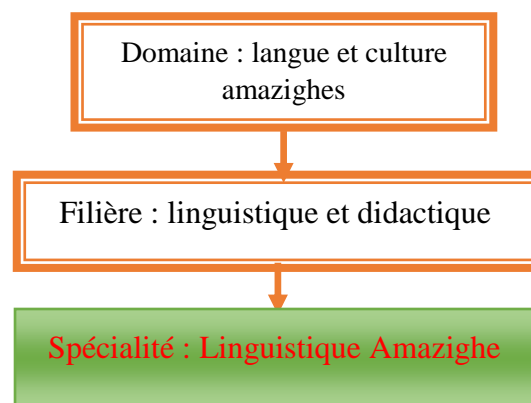 Domaine : langue et culture
amazighes
Filière : linguistique et didactique
Spécialité : Linguistique Amazighe